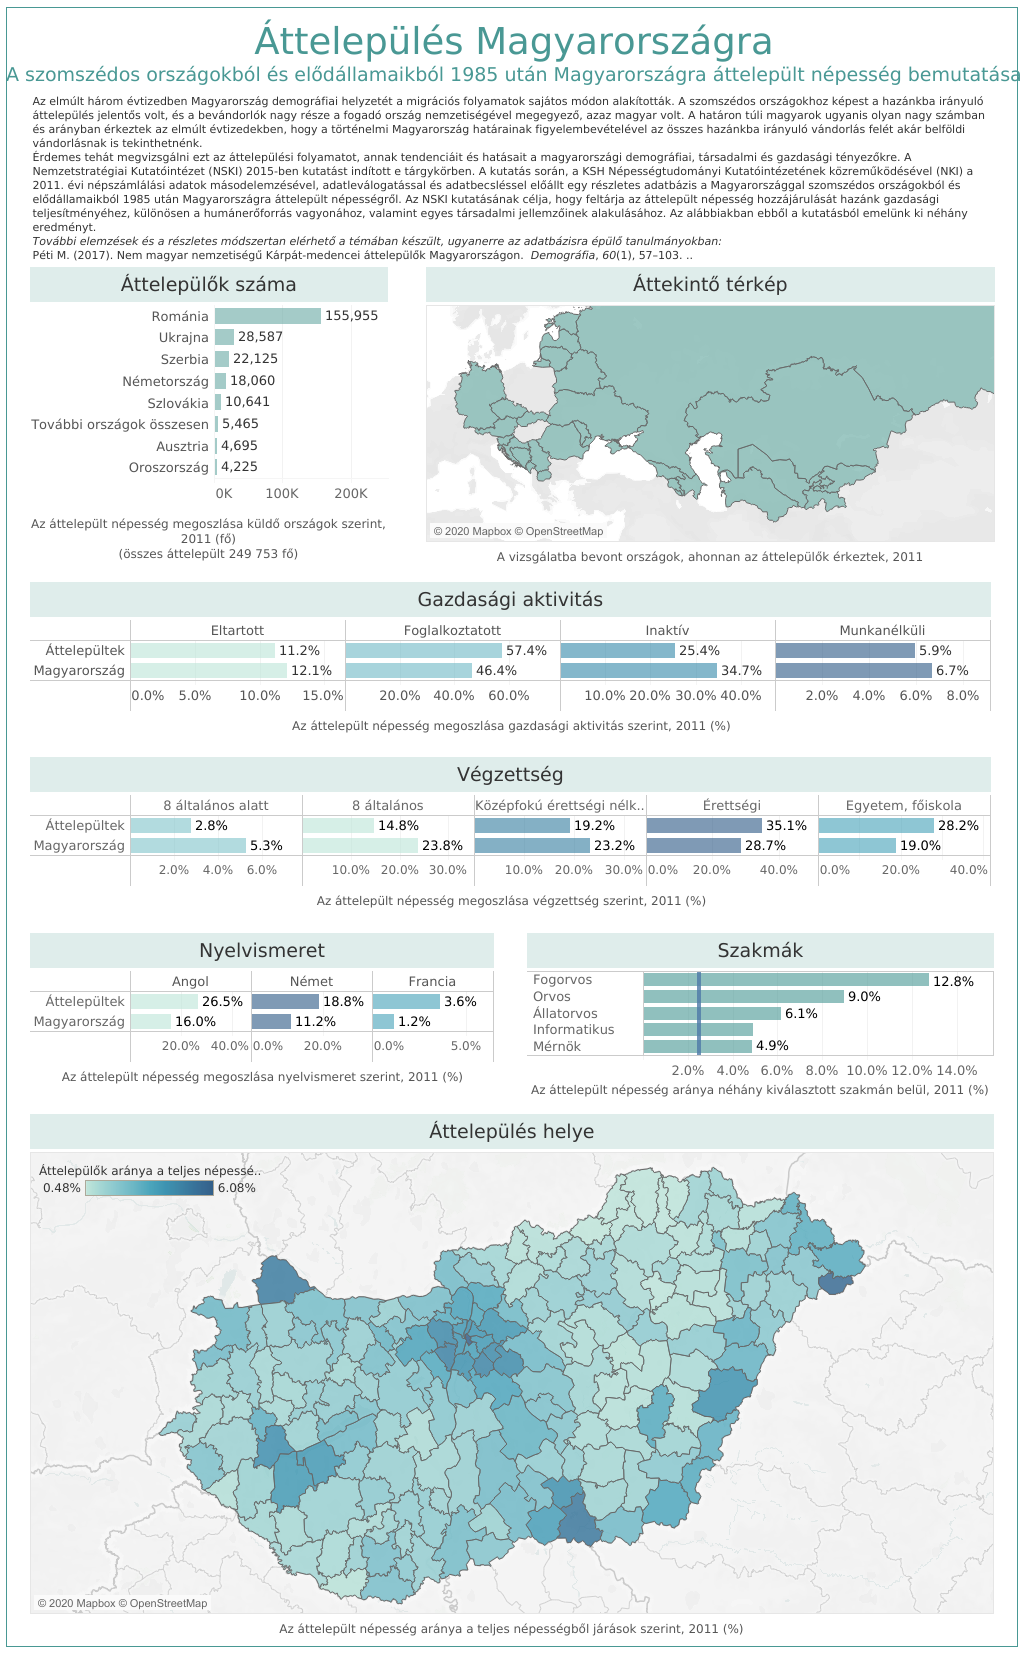 Áttelepülés Magyarországra
A szomszédos országokból és elődállamaikból 1985 után Magyarországra áttelepült népesség bemutatása
Az elmúlt három évtizedben Magyarország demográfiai helyzetét a migrációs folyamatok sajátos módon alakították. A szomszédos országokhoz képest a hazánkba irányuló
áttelepülés jelentős volt, és a bevándorlók nagy része a fogadó ország nemzetiségével megegyező, azaz magyar volt. A határon túli magyarok ugyanis olyan nagy számban
és arányban érkeztek az elmúlt évtizedekben, hogy a történelmi Magyarország határainak figyelembevételével az összes hazánkba irányuló vándorlás felét akár belföldi
vándorlásnak is tekinthetnénk.
Érdemes tehát megvizsgálni ezt az áttelepülési folyamatot, annak tendenciáit és hatásait a magyarországi demográfiai, társadalmi és gazdasági tényezőkre. A
Nemzetstratégiai Kutatóintézet (NSKI) 2015-ben kutatást indított e tárgykörben. A kutatás során, a KSH Népességtudományi Kutatóintézetének közreműködésével (NKI) a
2011. évi népszámlálási adatok másodelemzésével, adatleválogatással és adatbecsléssel előállt egy részletes adatbázis a Magyarországgal szomszédos országokból és
elődállamaikból 1985 után Magyarországra áttelepült népességről. Az NSKI kutatásának célja, hogy feltárja az áttelepült népesség hozzájárulását hazánk gazdasági
teljesítményéhez, különösen a humánerőforrás vagyonához, valamint egyes társadalmi jellemzőinek alakulásához. Az alábbiakban ebből a kutatásból emelünk ki néhány
eredményt.
További elemzések és a részletes módszertan elérhető a témában készült, ugyanerre az adatbázisra épülő tanulmányokban:
Péti M. (2017). Nem magyar nemzetiségű Kárpát-medencei áttelepülők Magyarországon. Demográfia, 60(1), 57–103. ..
Áttelepülők száma
Románia 155,955
Ukrajna 28,587
Szerbia 22,125
Németország 18,060
Szlovákia 10,641
További országok összesen 5,465
Ausztria 4,695
Oroszország 4,225
0K 100K 200K
Az áttelepült népesség megoszlása küldő országok szerint,
2011 (fő)
(összes áttelepült 249 753 fő)
Áttekintő térkép
© 2020 Mapbox © OpenStreetMap
A vizsgálatba bevont országok, ahonnan az áttelepülők érkeztek, 2011
Gazdasági aktivitás
Eltartott Foglalkoztatott Inaktív Munkanélküli
Áttelepültek 11.2% 57.4% 25.4% 5.9%
Magyarország 12.1% 46.4% 34.7% 6.7%
0.0% 5.0% 10.0% 15.0% 20.0% 40.0% 60.0% 10.0% 20.0% 30.0% 40.0% 2.0% 4.0% 6.0% 8.0%
Az áttelepült népesség megoszlása gazdasági aktivitás szerint, 2011 (%)
Végzettség
8 általános alatt 8 általános Középfokú érettségi nélk.. Érettségi Egyetem, főiskola
Áttelepültek 2.8% 14.8% 19.2% 35.1% 28.2%
Magyarország 5.3% 23.8% 23.2% 28.7% 19.0%
2.0% 4.0% 6.0% 10.0% 20.0% 30.0% 10.0% 20.0% 30.0% 0.0% 20.0% 40.0% 0.0% 20.0% 40.0%
Az áttelepült népesség megoszlása végzettség szerint, 2011 (%)
Nyelvismeret
Angol Német Francia
Áttelepültek 26.5% 18.8% 3.6%
Magyarország 16.0% 11.2% 1.2%
20.0% 40.0% 0.0% 20.0% 0.0% 5.0%
Az áttelepült népesség megoszlása nyelvismeret szerint, 2011 (%)
Szakmák
Fogorvos 12.8%
Orvos 9.0%
Állatorvos 6.1%
Informatikus
Mérnök 4.9%
2.0% 4.0% 6.0% 8.0% 10.0% 12.0% 14.0%
Az áttelepült népesség aránya néhány kiválasztott szakmán belül, 2011 (%)
Áttelepülés helye
Áttelepülők aránya a teljes népessé..
0.48% 6.08%
© 2020 Mapbox © OpenStreetMap
Az áttelepült népesség aránya a teljes népességből járások szerint, 2011 (%)